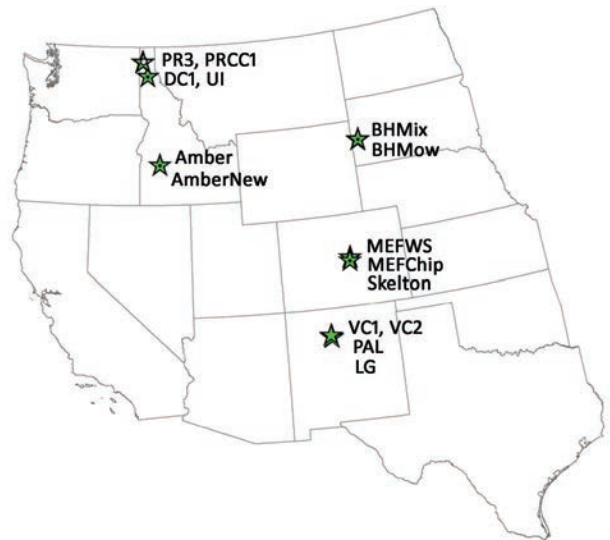 PR3, PRCC1
DC1, UI
BHMix
BHMow
Amber
AmberNew
MEFWS
MEFChip
Skelton
VC1, VC2
PAL
LG